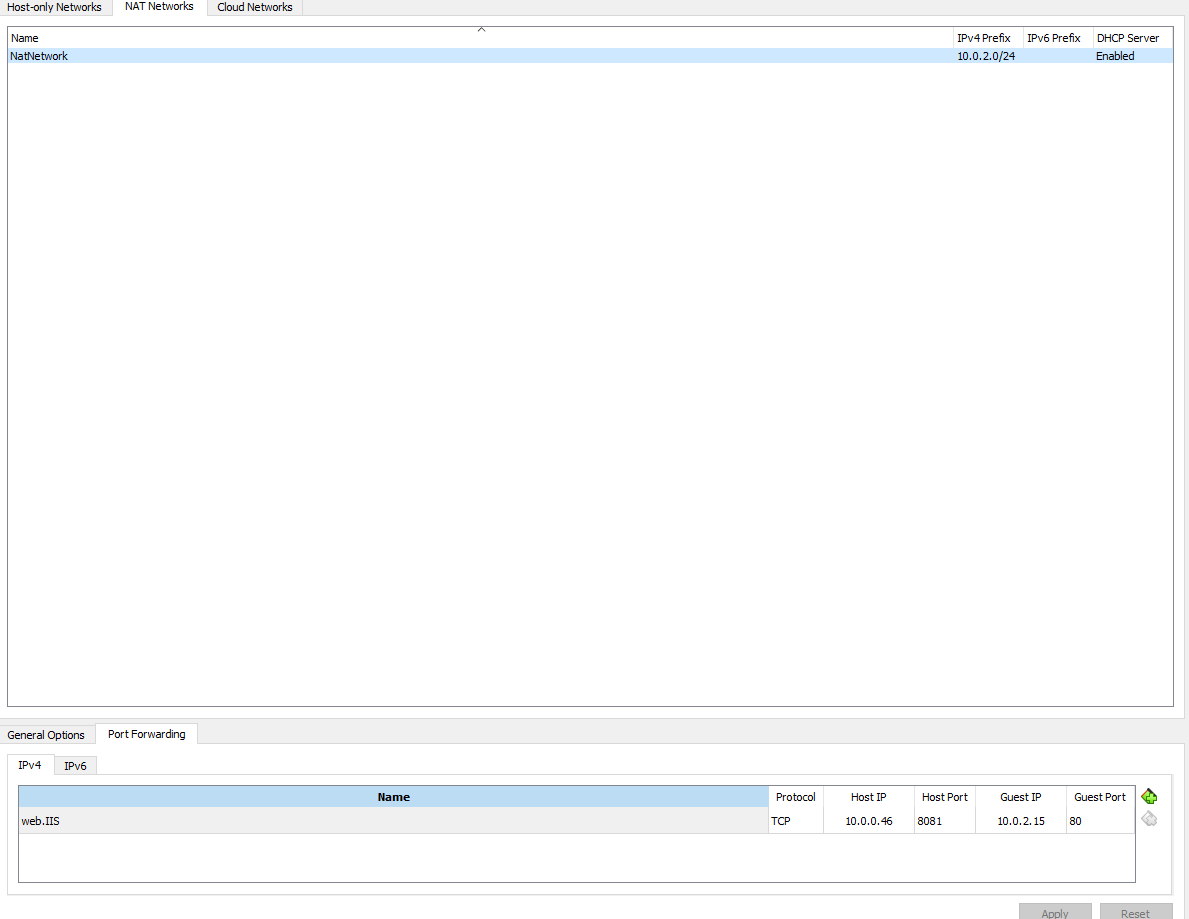 Host-only Networks NAT Networks Cloud Networks
Name IPv4 Prefix IPv6 Prefix DHCP Server
NatNetwork 10.0.2.0/24 Enabled
General Options Port Forwarding
IPv4 IPv6
Name Protocol Host IP Host Port Guest IP Guest Port
web.IIS TCP 10.0.0.46 8081 10.0.2.15 80
Apply Reset